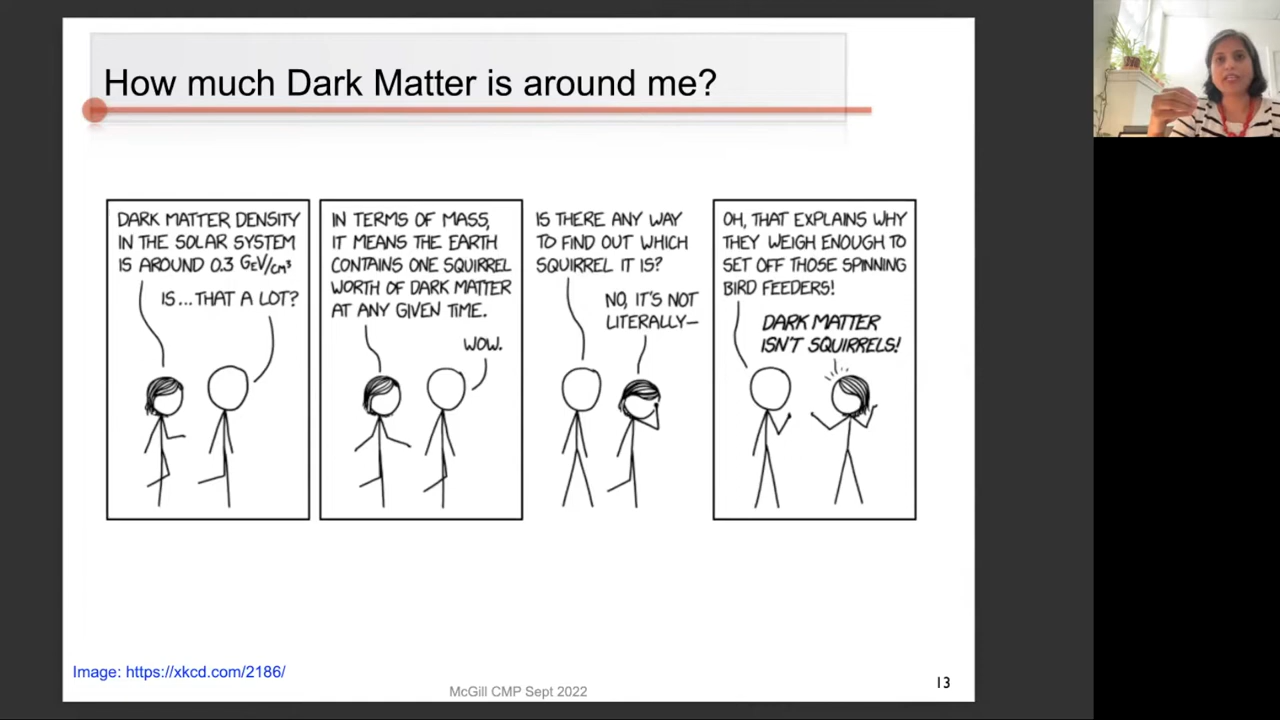 How much Dark Matter is around me?
DARK MATTER DENSITY
IN THE SOLAR SYSTEM
IS AROUND 0.3 GEV/CM³
IS...THAT A LOT?
IN TERMS OF MASS,
IT MEANS THE EARTH
CONTAINS ONE SQUIRREL
WORTH OF DARK MATTER
AT ANY GIVEN TIME.
WOW.
IS THERE ANY WAY
TO FIND OUT WHICH
SQUIRREL IT IS?
NO, IT'S NOT
LITERALLY—
OH, THAT EXPLAINS WHY
THEY WEIGH ENOUGH TO
SET OFF THOSE SPINNING
BIRD FEEDERS!
DARK MATTER
ISN'T SQUIRRELS!
Image: https://xkcd.com/2186/
McGill CMP Sept 2022
13